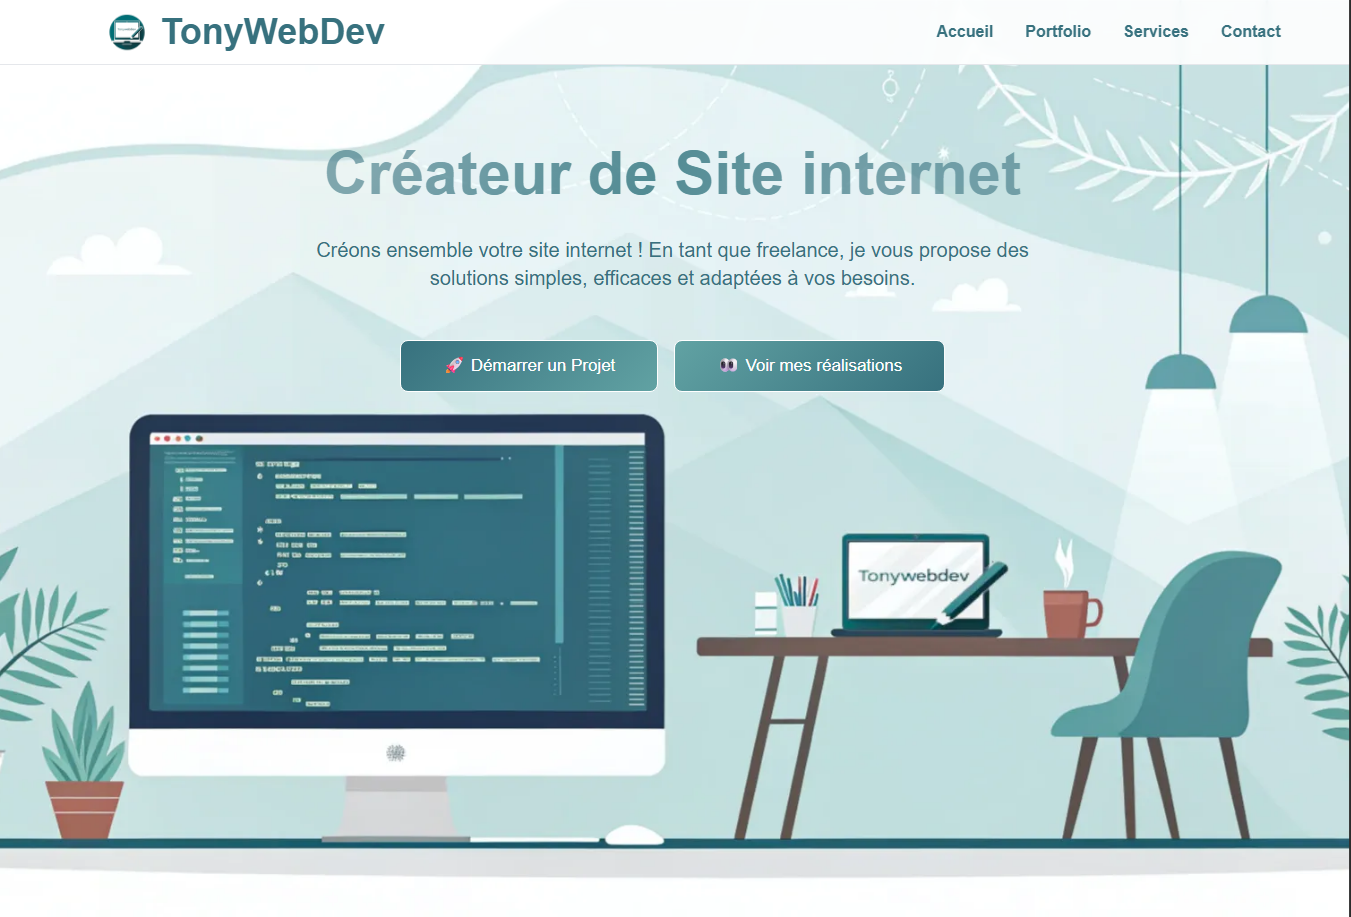 TonyWebDev
Accueil Portfolio Services Contact
Créateur de Site internet
Créons ensemble votre site internet ! En tant que freelance, je vous propose des
solutions simples, efficaces et adaptées à vos besoins.
🚀 Démarrer un Projet
👀 Voir mes réalisations
Tonywebdev